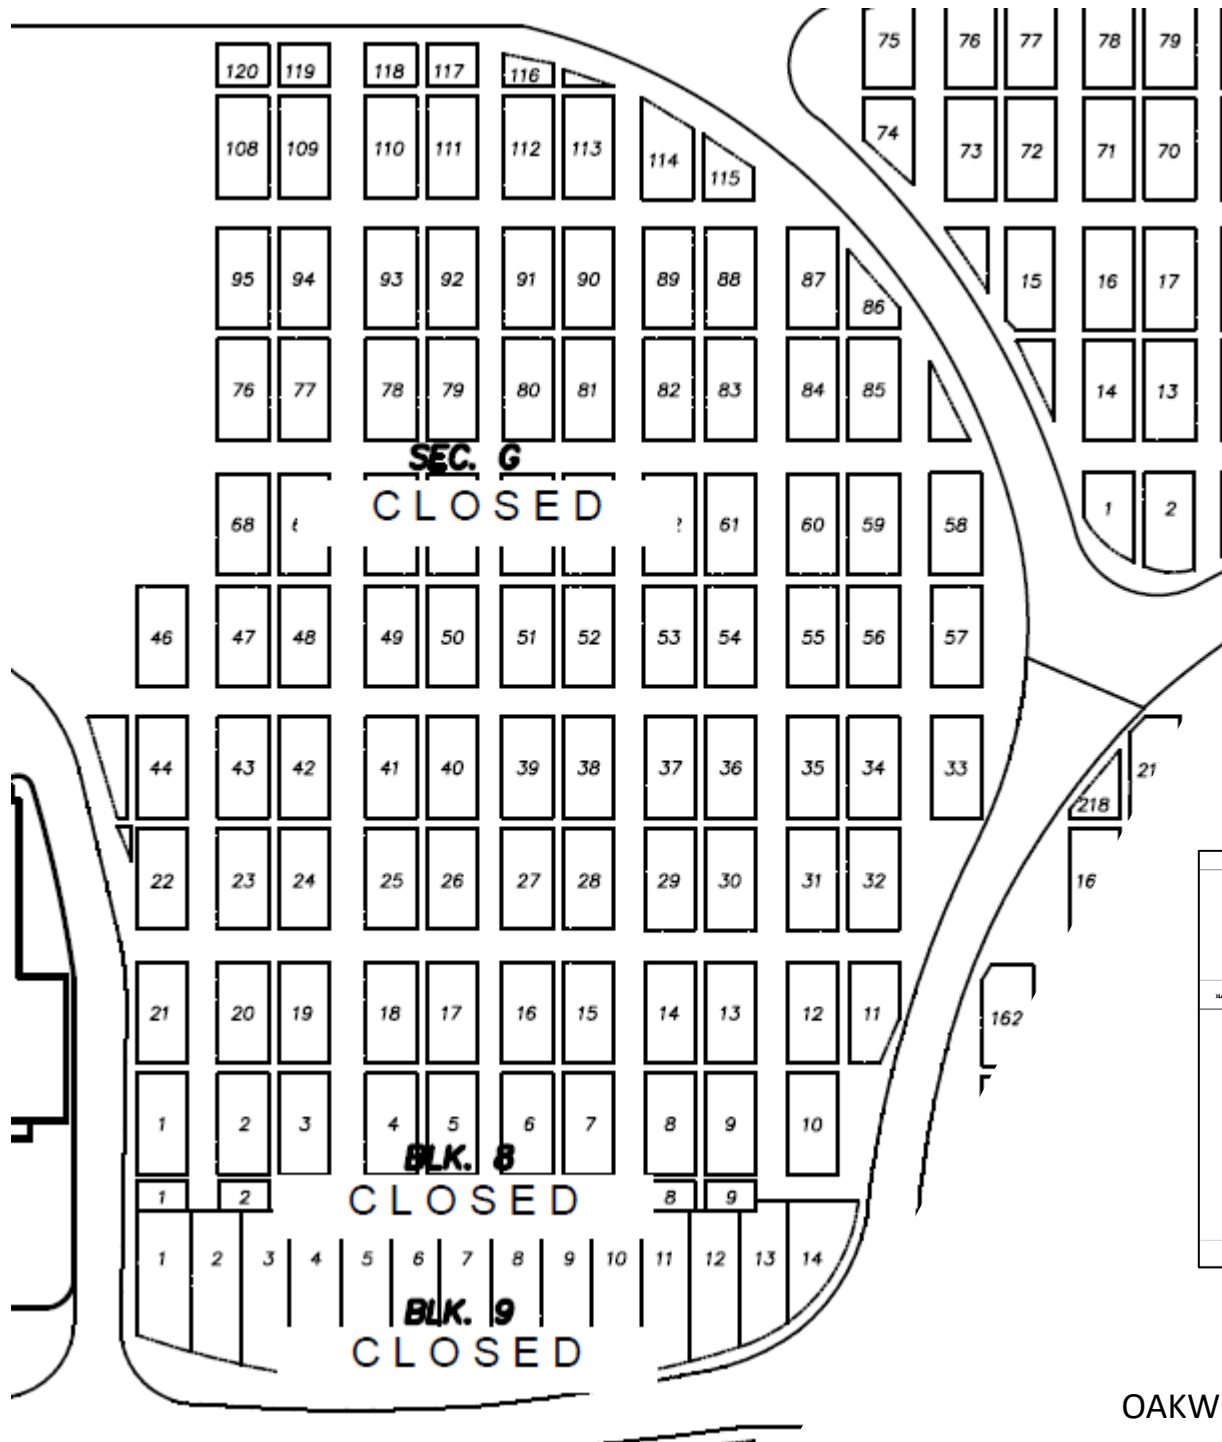 75 76 77 78 79
120 119 118 117 116
74 73 72 71 70
108 109 110 111 112 113 114 115
95 94 93 92 91 90 89 88 87 86 15 16 17
76 77 78 79 80 81 82 83 84 85 14 13
SEC. G
CLOSED
68 61 60 59 58 1 2
46 47 48 49 50 51 52 53 54 55 56 57
44 43 42 41 40 39 38 37 36 35 34 33 21
218
22 23 24 25 26 27 28 29 30 31 32 16
21 20 19 18 17 16 15 14 13 12 11 162
1 2 3 4 5 6 7 8 9 10
BLK. 8
CLOSED
1 2 8 9
1 2 3 4 5 6 7 8 9 10 11 12 13 14
BLK. 9
CLOSED
OAKW